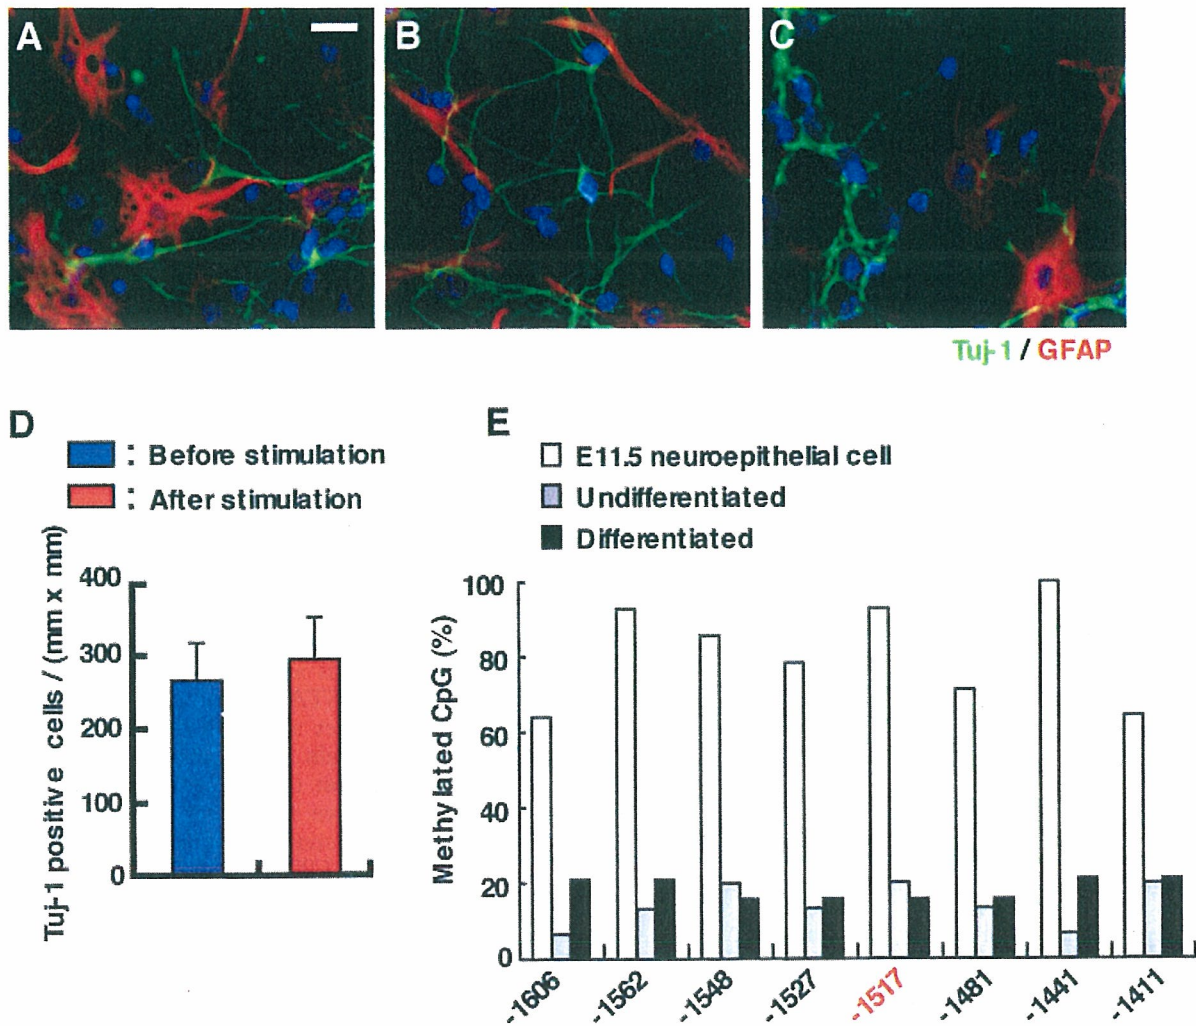 A B C
Tuj-1 / GFAP
D
: Before stimulation
: After stimulation
Tuj-1 positive cells / (mm x mm)
400
300
200
100
0
E
E11.5 neuroepithelial cell
Undifferentiated
Differentiated
Methylated CpG (%)
100
80
60
40
20
0
-1606 -1562 -1548 -1527 -1517 -1481 -1441 -1411